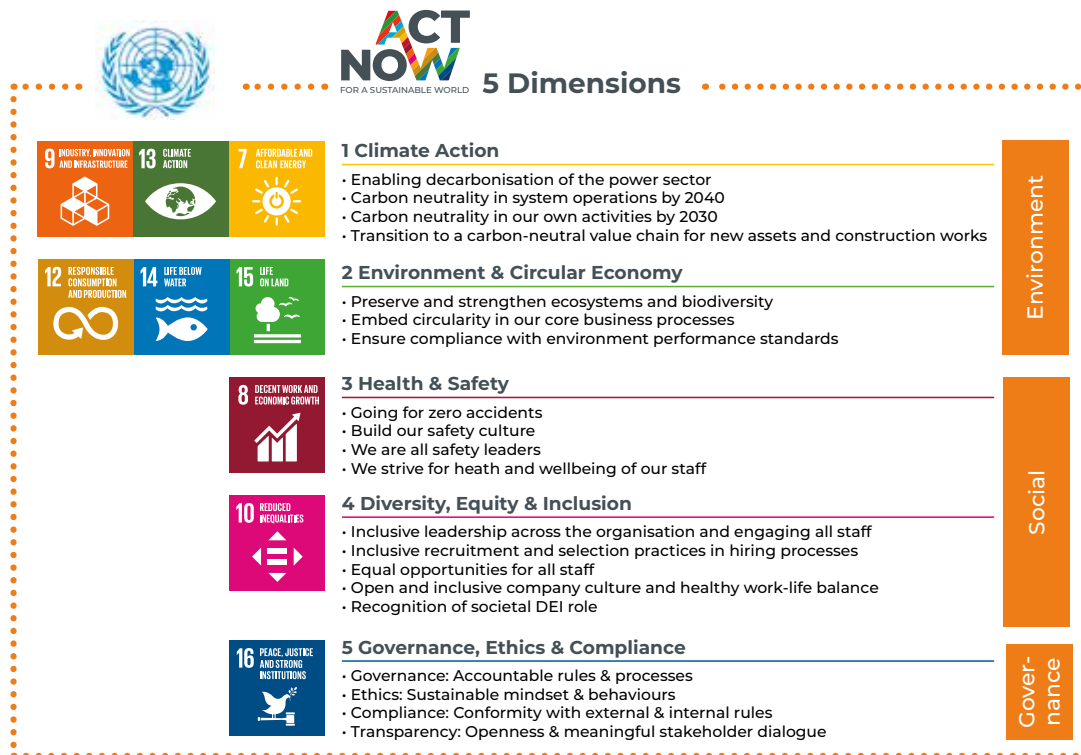 ACT
NOW
FOR A SUSTAINABLE WORLD
5 Dimensions
9 INDUSTRY, INNOVATION
AND INFRASTRUCTURE
13 CLIMATE
ACTION
7 AFFORDABLE AND
CLEAN ENERGY
1 Climate Action
• Enabling decarbonisation of the power sector
• Carbon neutrality in system operations by 2040
• Carbon neutrality in our own activities by 2030
• Transition to a carbon-neutral value chain for new assets and construction works
12 RESPONSIBLE
CONSUMPTION
AND PRODUCTION
14 LIFE BELOW
WATER
15 LIFE
ON LAND
2 Environment & Circular Economy
• Preserve and strengthen ecosystems and biodiversity
• Embed circularity in our core business processes
• Ensure compliance with environment performance standards
Environment
8 DECENT WORK AND
ECONOMIC GROWTH
3 Health & Safety
• Going for zero accidents
• Build our safety culture
• We are all safety leaders
• We strive for heath and wellbeing of our staff
10 REDUCED
INEQUALITIES
4 Diversity, Equity & Inclusion
• Inclusive leadership across the organisation and engaging all staff
• Inclusive recruitment and selection practices in hiring processes
• Equal opportunities for all staff
• Open and inclusive company culture and healthy work-life balance
• Recognition of societal DEI role
Social
16 PEACE, JUSTICE
AND STRONG
INSTITUTIONS
5 Governance, Ethics & Compliance
• Governance: Accountable rules & processes
• Ethics: Sustainable mindset & behaviours
• Compliance: Conformity with external & internal rules
• Transparency: Openness & meaningful stakeholder dialogue
Gover-
nance